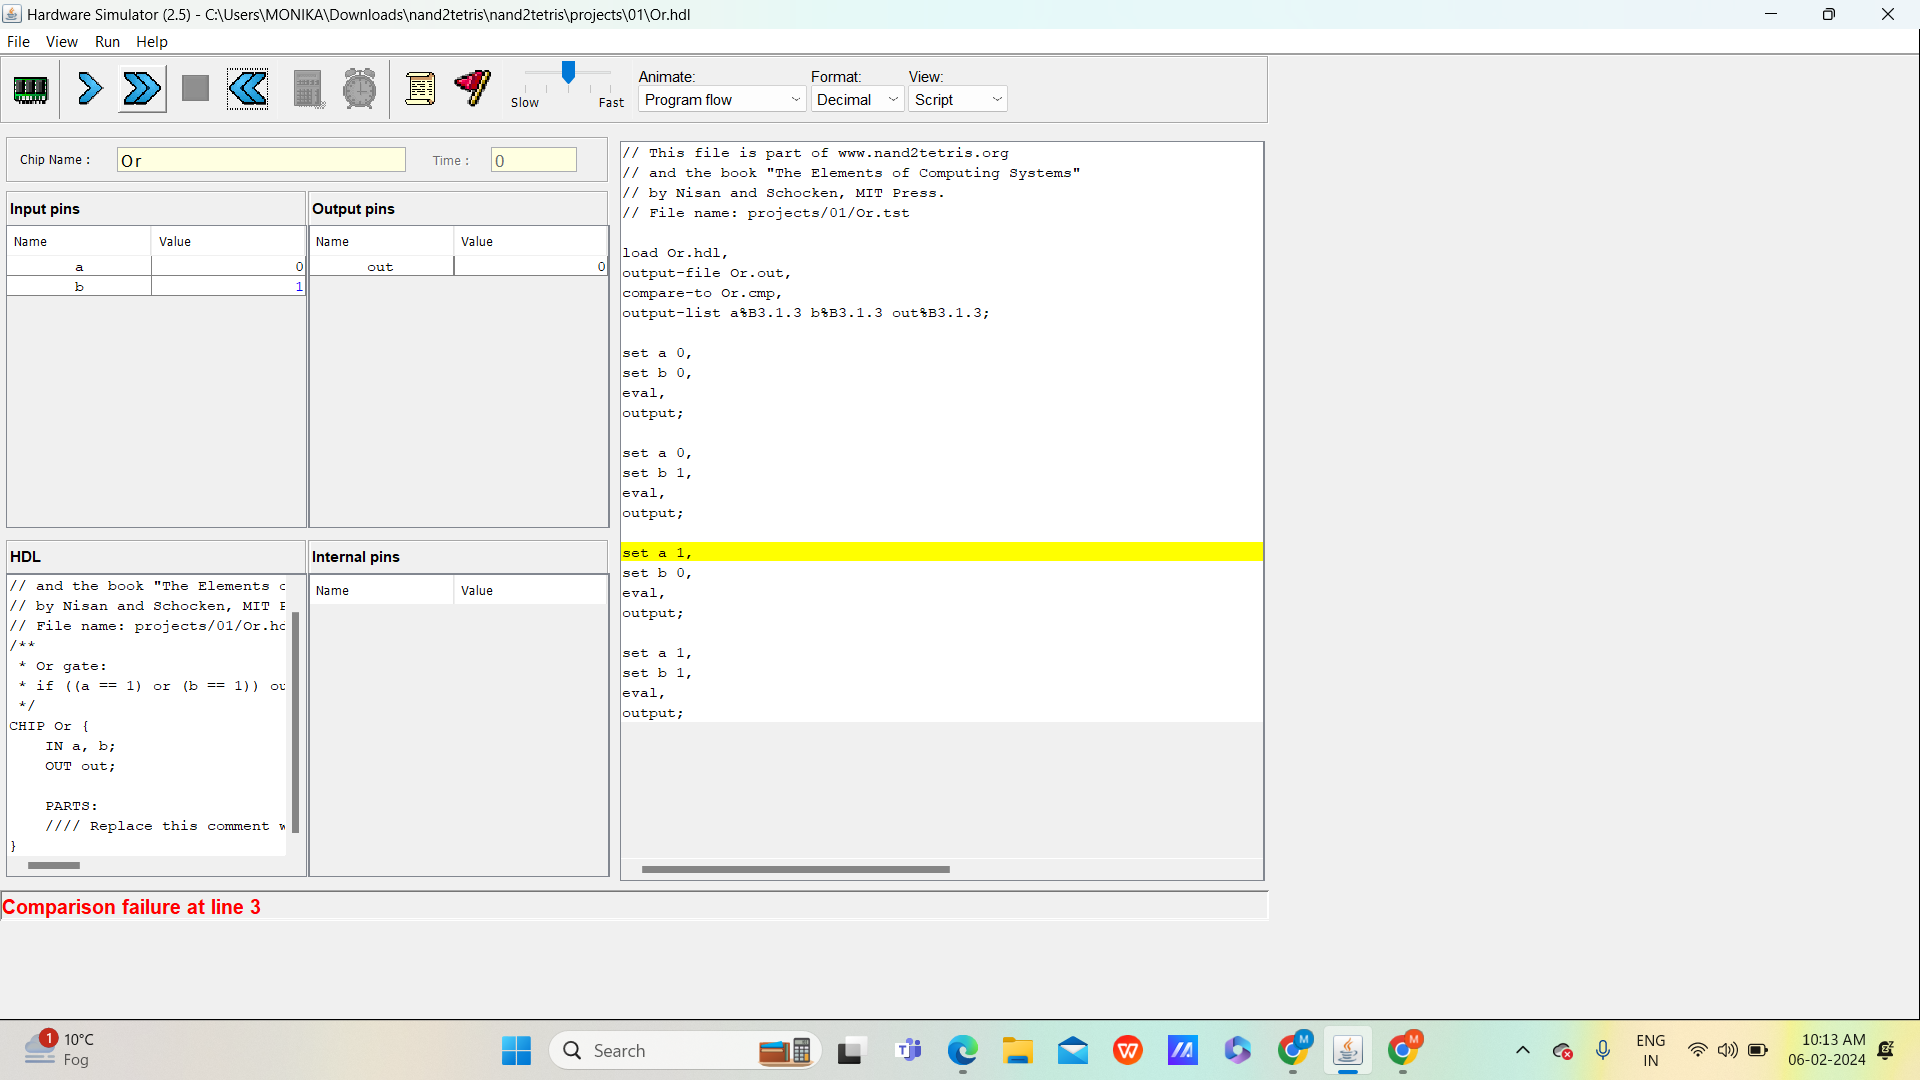 Hardware Simulator (2.5) - C:\Users\MONIKA\Downloads\nand2tetris\nand2tetris\projects\01\Or.hdl
File View Run Help
Slow Fast
Animate:
Program flow
Format:
Decimal
View:
Script
Chip Name :
Or
Time :
0
Input pins
Name Value
a 0
b 1
Output pins
Name Value
out 0
// This file is part of www.nand2tetris.org
// and the book "The Elements of Computing Systems"
// by Nisan and Schocken, MIT Press.
// File name: projects/01/Or.tst
load Or.hdl,
output-file Or.out,
compare-to Or.cmp,
output-list a%B3.1.3 b%B3.1.3 out%B3.1.3;
set a 0,
set b 0,
eval,
output;
set a 0,
set b 1,
eval,
output;
set a 1,
set b 0,
eval,
output;
set a 1,
set b 1,
eval,
output;
HDL
// and the book "The Elements
// by Nisan and Schocken, MIT
// File name: projects/01/Or.
/**
* Or gate:
* if ((a == 1) or (b == 1))
*/
CHIP Or {
IN a, b;
OUT out;
PARTS:
//// Replace this comment
}
Internal pins
Name Value
Comparison failure at line 3
1
10°C
Fog
Search
M
M
ENG
IN
10:13 AM
06-02-2024